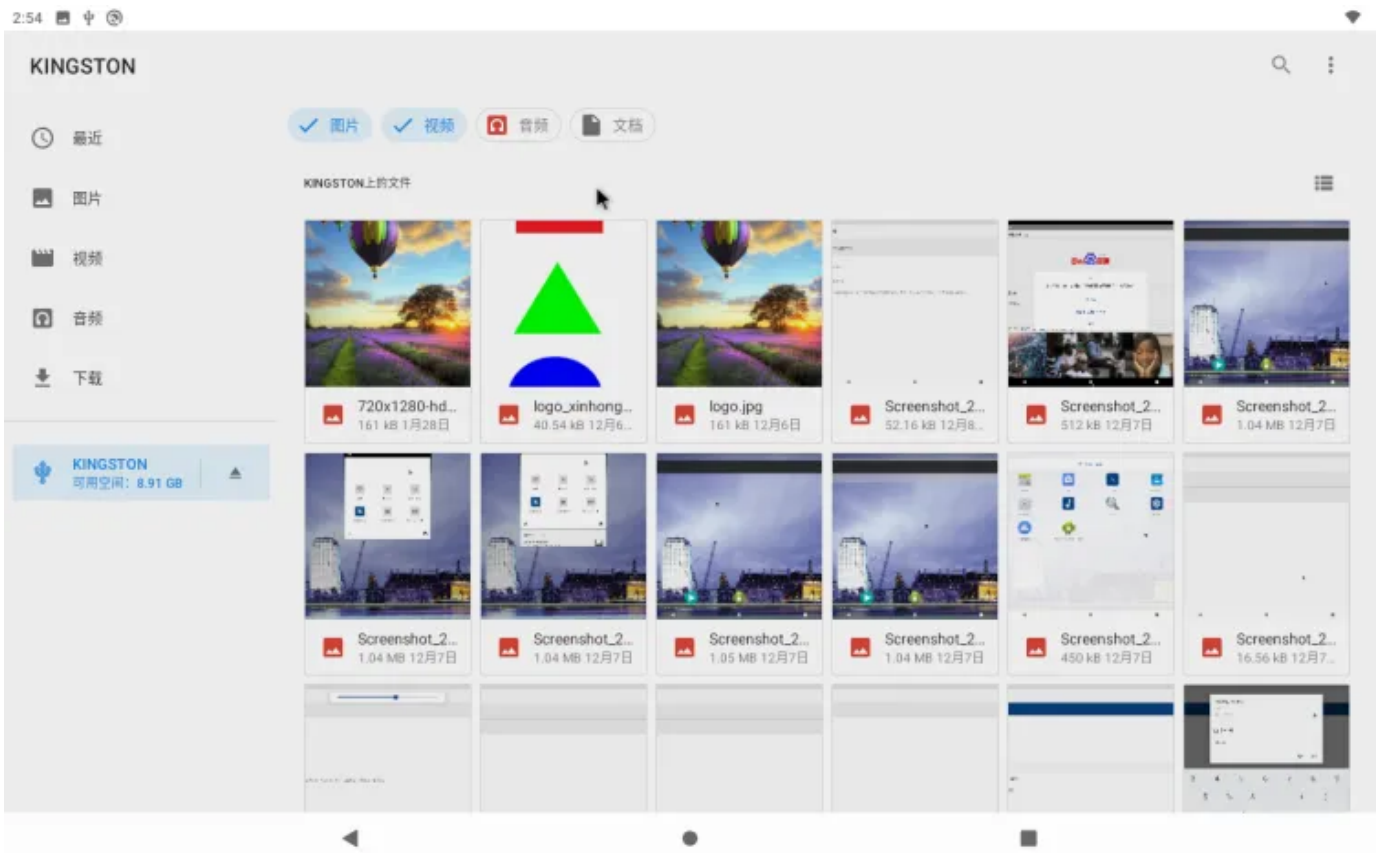 2:54
KINGSTON
最近
图片
视频
音频
下载
KINGSTON
可用空间：8.91 GB
图片
视频
音频
文档
KINGSTON上的文件
720x1280-hd...
161 kB 1月28日
logo_xinhong...
40.54 kB 12月6...
logo.jpg
161 kB 12月6日
Screenshot_2...
52.16 kB 12月8...
Screenshot_2...
512 kB 12月7日
Screenshot_2...
1.04 MB 12月7日
Screenshot_2...
1.04 MB 12月7日
Screenshot_2...
1.04 MB 12月7日
Screenshot_2...
1.05 MB 12月7日
Screenshot_2...
1.04 MB 12月7日
Screenshot_2...
450 kB 12月7日
Screenshot_2...
16.56 kB 12月7...